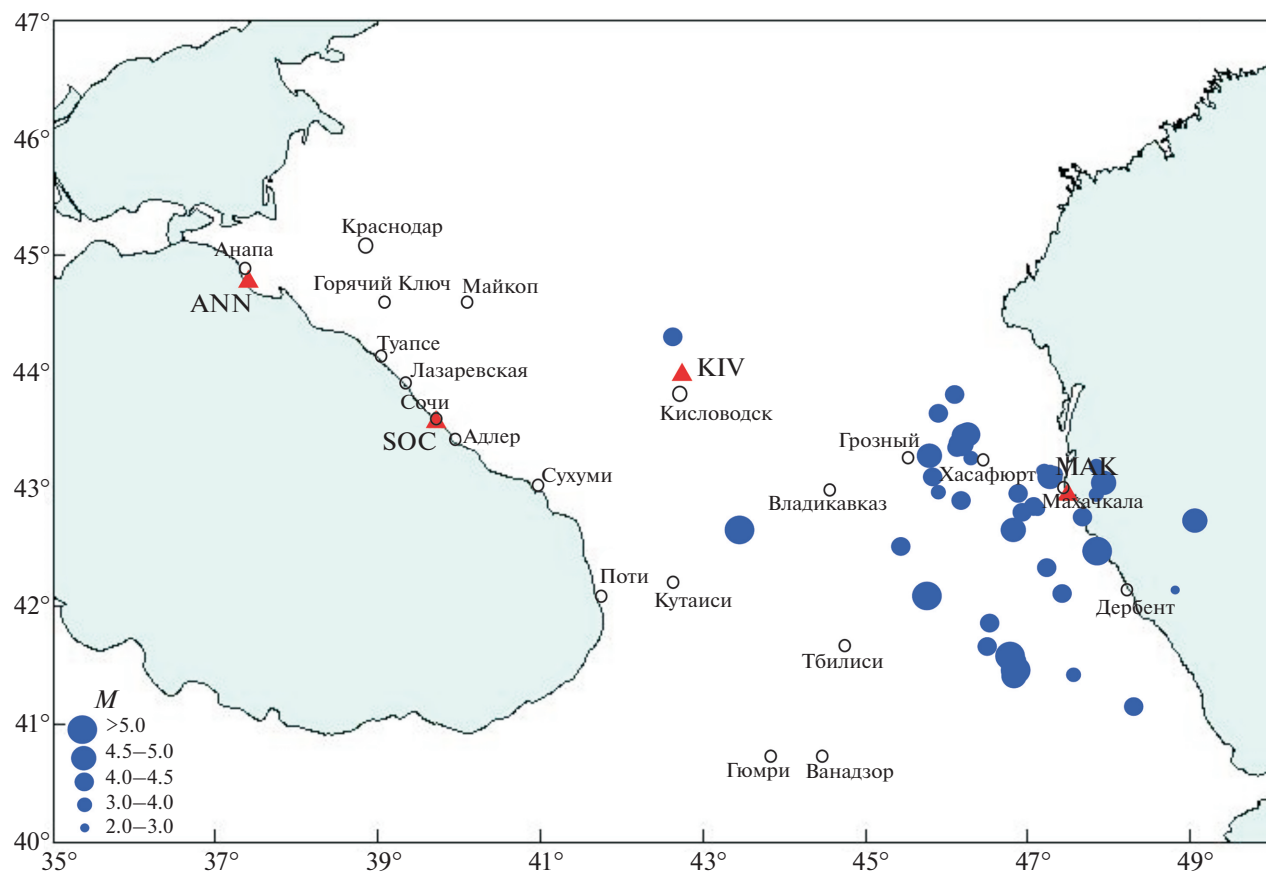 47°
46°
45°
44°
43°
42°
41°
40°
35°
37°
39°
41°
43°
45°
47°
49°
Краснодар
Анапа
ANN
Горячий Ключ
Майкоп
Туапсе
Лазаревская
Сочи
SOC
Адлер
Сухуми
KIV
Кисловодск
Грозный
Хасафюрт
MAK
Махачкала
Владикавказ
Поти
Кутаиси
Дербент
Тбилиси
Гюмри
Ванадзор
M
>5.0
4.5–5.0
4.0–4.5
3.0–4.0
2.0–3.0